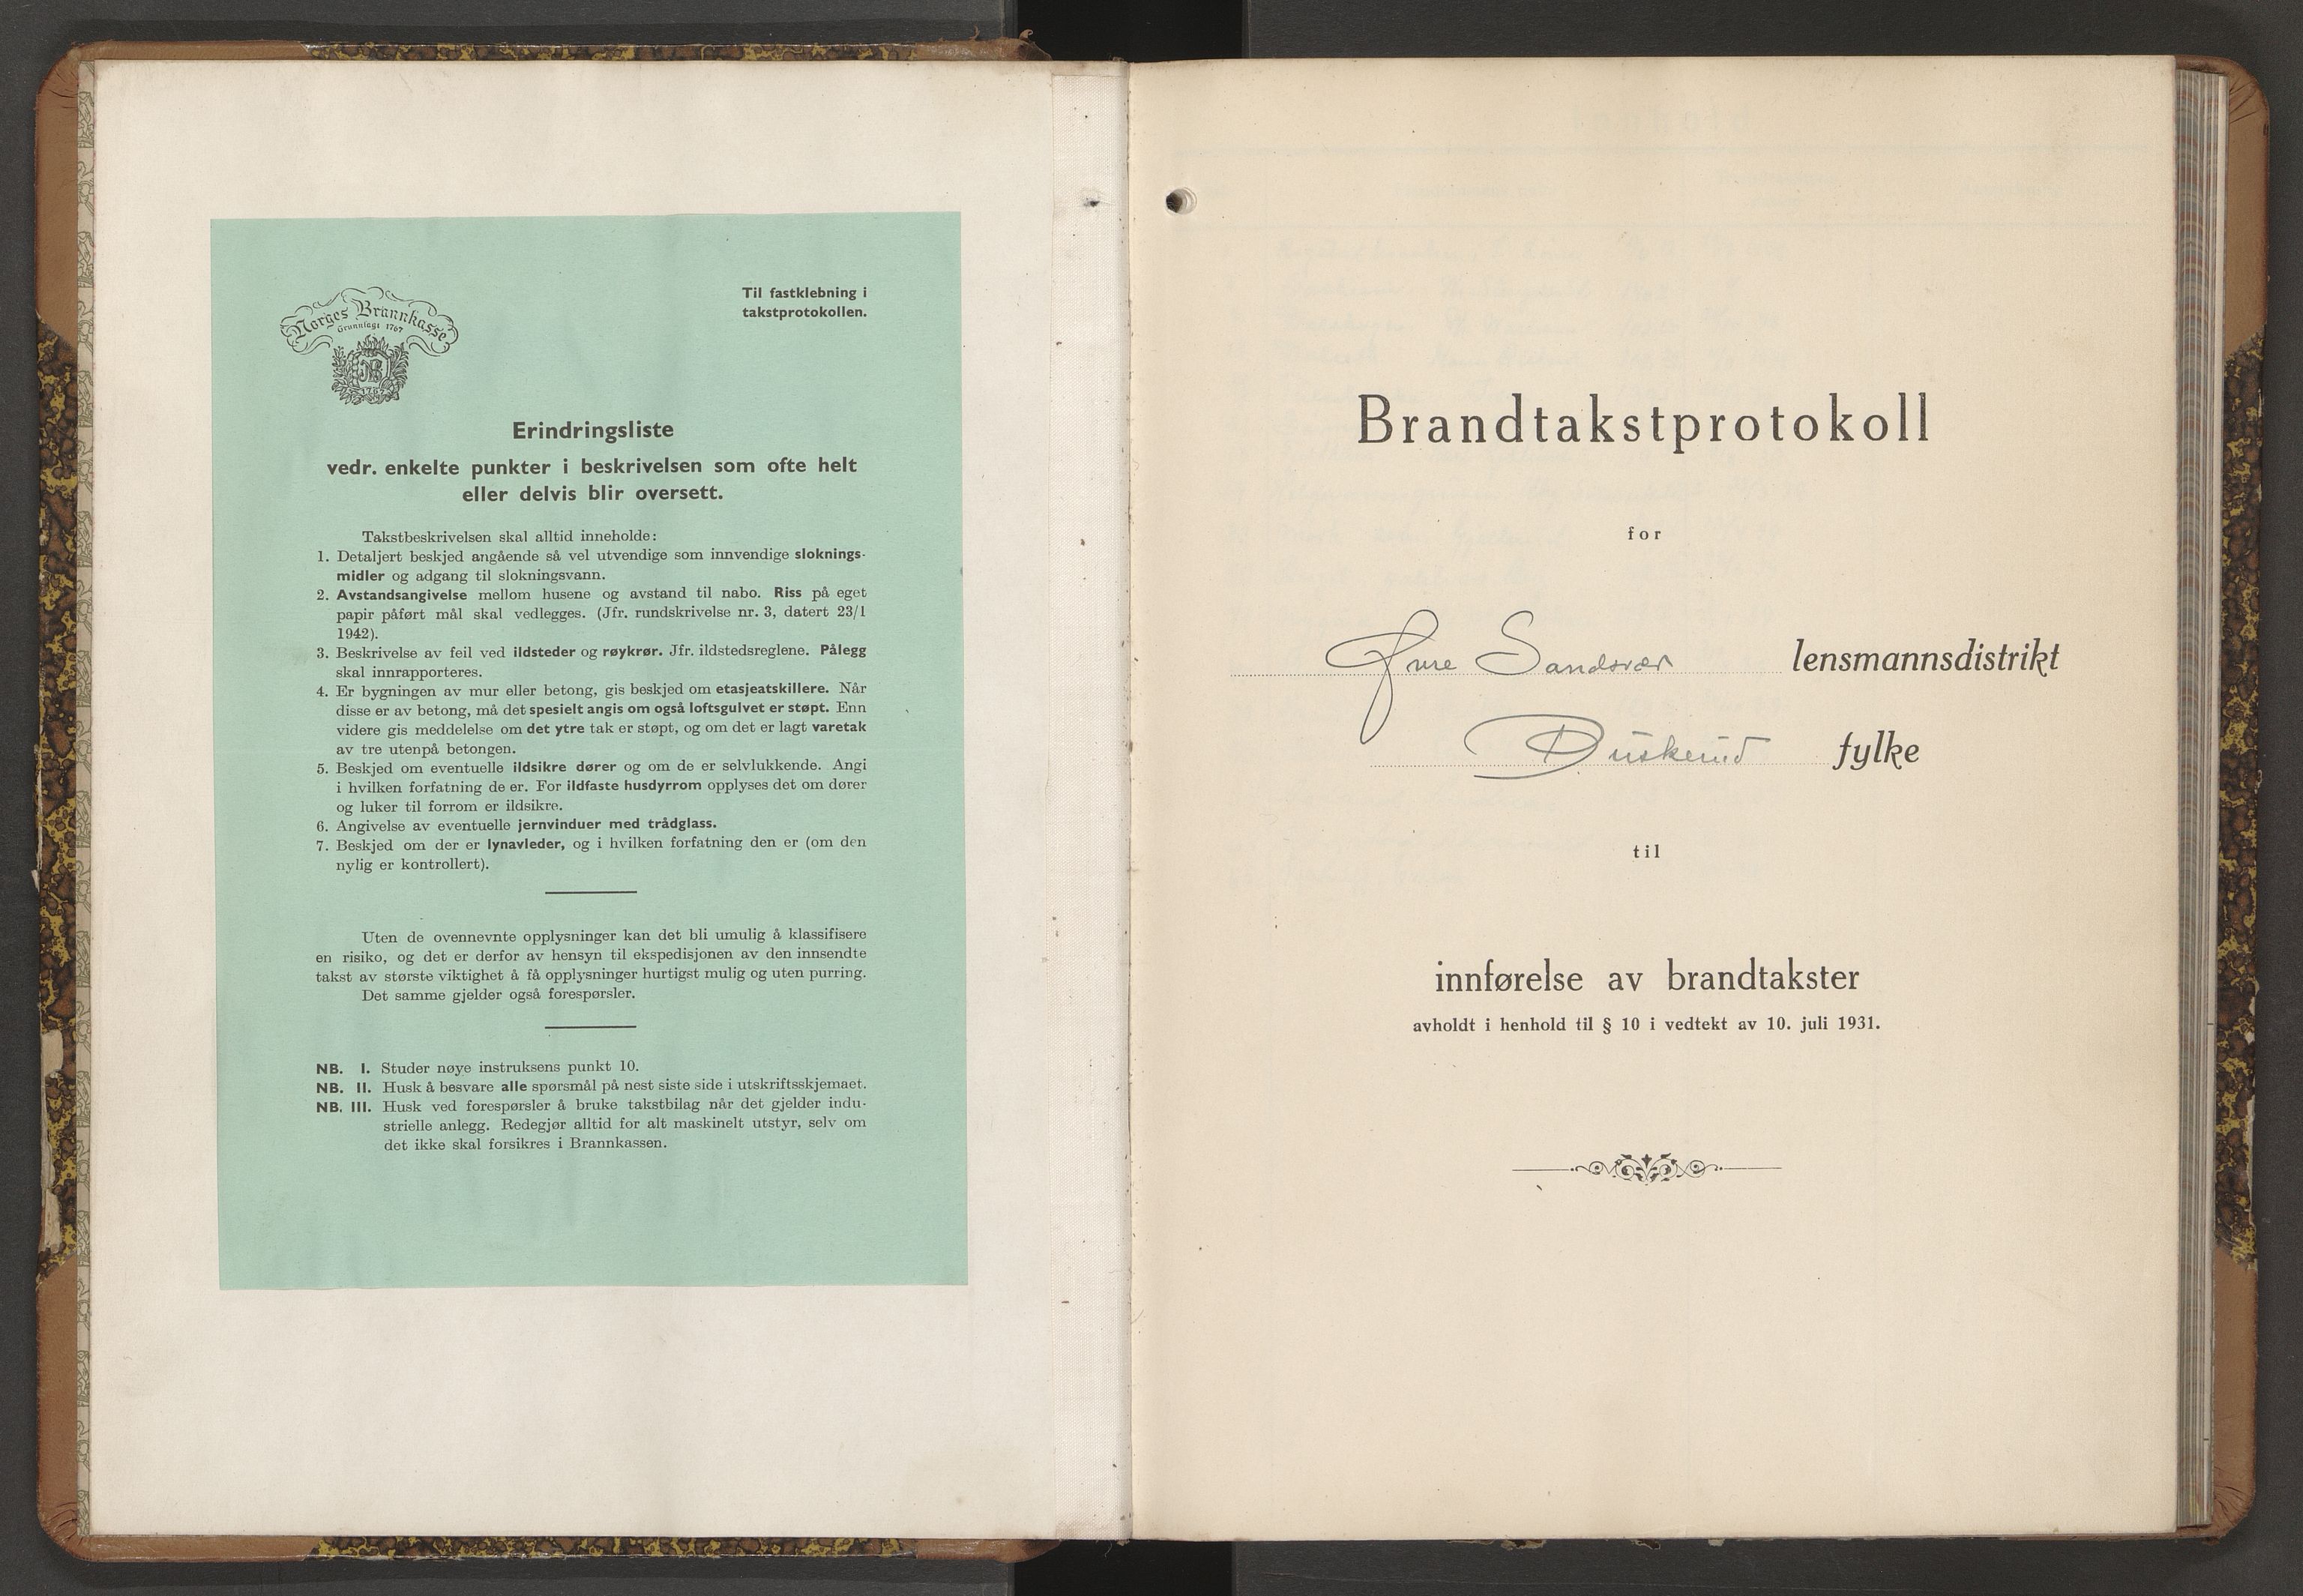 Norges Brannkasse
Grunnlagt 1767
1767
Til fastklebning i
takstprotokollen.
Erindringsliste
vedr. enkelte punkter i beskrivelsen som ofte helt
eller delvis blir oversett.
Takstbeskrivelsen skal alltid inneholde:
1. Detaljert beskjed angående så vel utvendige som innvendige sloknings-
midler og adgang til slokningsvann.
2. Avstandsangivelse mellom husene og avstand til nabo. Riss på eget
papir påført mål skal vedlegges. (Jfr. rundskrivelse nr. 3, datert 23/1
1942).
3. Beskrivelse av feil ved ildsteder og røykrør. Jfr. ildstedsreglene. Pålegg
skal innrapporteres.
4. Er bygningen av mur eller betong, gis beskjed om etasjeatskillere. Når
disse er av betong, må det spesielt angis om også loftsgulvet er støpt. Enn
videre gis meddelelse om det ytre tak er støpt, og om det er lagt varetak
av tre utenpå betongen.
5. Beskjed om eventuelle ildsikre dører og om de er selvlukkende. Angi
i hvilken forfatning de er. For ildfaste husdyrrom opplyses det om dører
og luker til forrom er ildsikre.
6. Angivelse av eventuelle jernvinduer med trådglass.
7. Beskjed om der er lynavleder, og i hvilken forfatning den er (om den
nylig er kontrollert).
Uten de ovennevnte opplysninger kan det bli umulig å klassifisere
en risiko, og det er derfor av hensyn til ekspedisjonen av den innsendte
takst av største viktighet å få opplysninger hurtigst mulig og uten purring.
Det samme gjelder også forespørsler.
NB. I. Studer nøye instruksens punkt 10.
NB. II. Husk å besvare alle spørsmål på nest siste side i utskriftsskjemaet.
NB. III. Husk ved forespørsler å bruke takstbilag når det gjelder indu-
strielle anlegg. Redegjør alltid for alt maskinelt utstyr, selv om
det ikke skal forsikres i Brannkassen.
Brandtakstprotokoll
for
Øvre Sandsvær lensmannsdistrikt
Buskerud fylke
til
innførelse av brandtakster
avholdt i henhold til § 10 i vedtekt av 10. juli 1931.